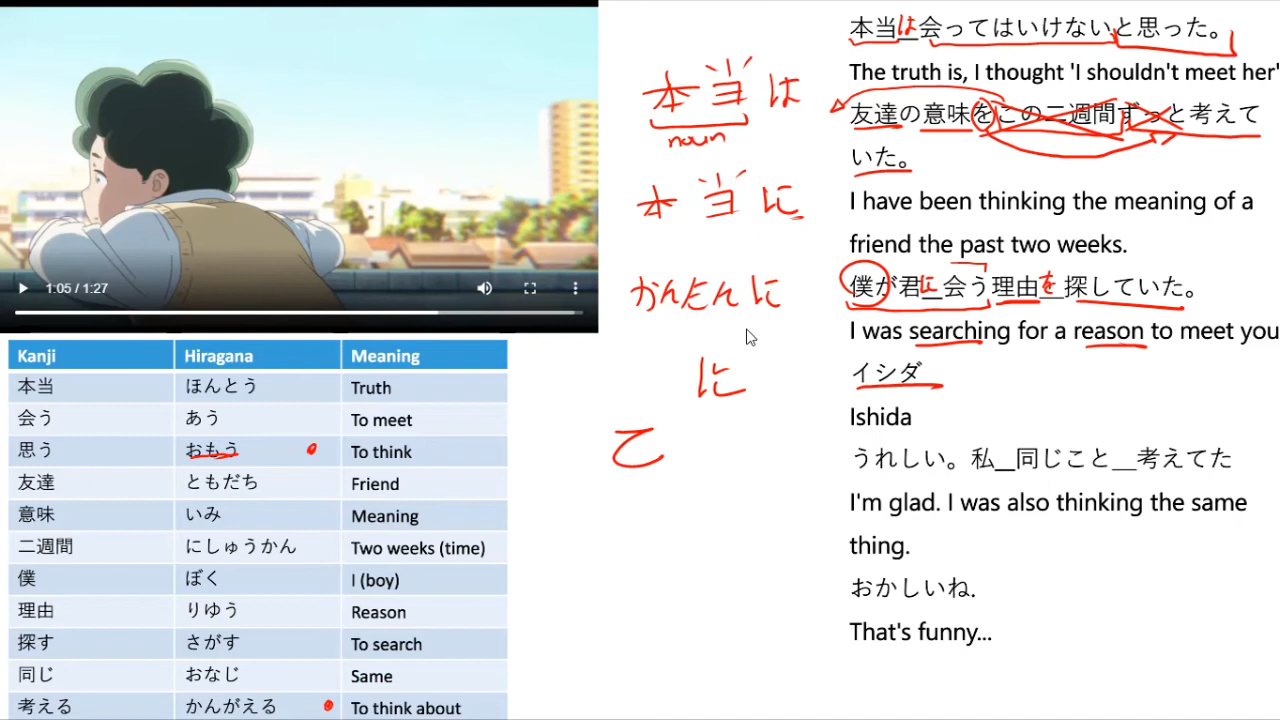 1:05 / 1:27
Kanji Hiragana Meaning
本当 ほんとう Truth
会う あう To meet
思う おもう To think
友達 ともだち Friend
意味 いみ Meaning
二週間 にしゅうかん Two weeks (time)
僕 ぼく I (boy)
理由 りゆう Reason
探す さがす To search
同じ おなじ Same
考える かんがえる To think about
本当は
noun
本当に
かんたんに
に
て
本当は会ってはいけないと思った。
The truth is, I thought 'I shouldn't meet her'
友達の意味をこの二週間ずっと考えて
いた。
I have been thinking the meaning of a
friend the past two weeks.
僕が君に会う理由を探していた。
I was searching for a reason to meet you
イシダ
Ishida
うれしい。私__同じこと__考えてた
I'm glad. I was also thinking the same
thing.
おかしいね.
That's funny...